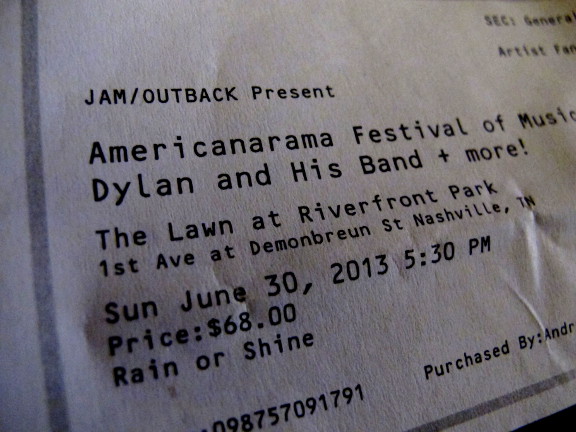 SEC: General
Artist Fan
JAM/OUTBACK Present
Americanarama Festival of Music
Dylan and His Band + more!
The Lawn at Riverfront Park
1st Ave at Demonbreun St Nashville, TN
Sun June 30, 2013 5:30 PM
Price:$68.00
Rain or Shine
Purchased By:Andr
098757091791